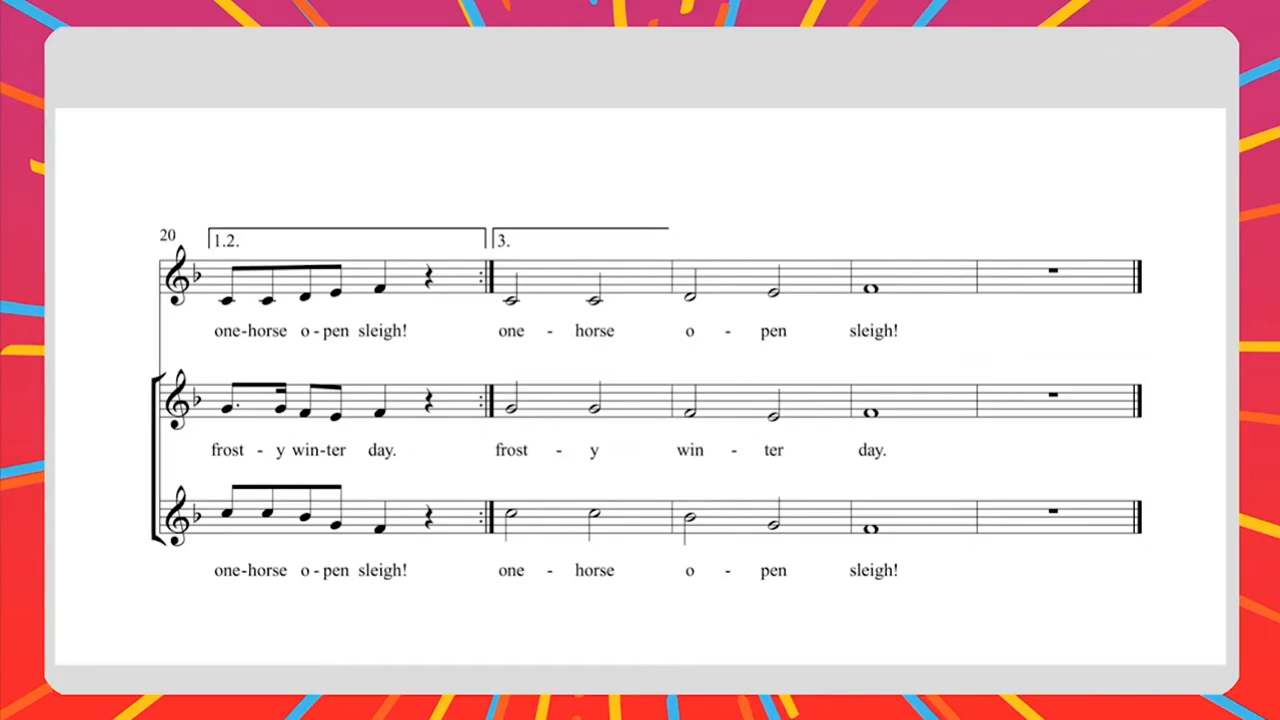 20
1.2.
3.
one-horse o - pen sleigh! one - horse o - pen sleigh!
frost - y win-ter day. frost - y win - ter day.
one-horse o - pen sleigh! one - horse o - pen sleigh!